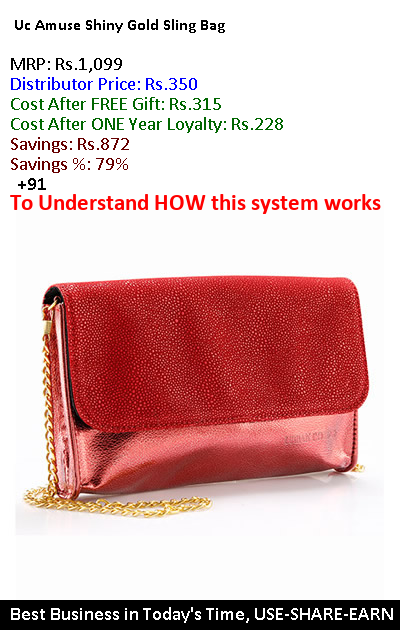 Uc Amuse Shiny Gold Sling Bag
MRP: Rs.1,099
Distributor Price: Rs.350
Cost After FREE Gift: Rs.315
Cost After ONE Year Loyalty: Rs.228
Savings: Rs.872
Savings %: 79%
+91
To Understand HOW this system works
Best Business in Today's Time, USE-SHARE-EARN